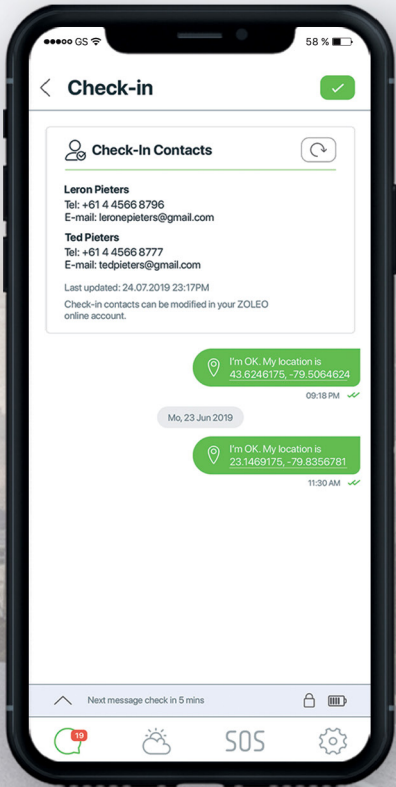 GS 58 %
Check-in
Check-In Contacts
Leron Pieters
Tel: +61 4 4566 8796
E-mail: leronepieters@gmail.com
Ted Pieters
Tel: +61 4 4566 8777
E-mail: tedpieters@gmail.com
Last updated: 24.07.2019 23:17PM
Check-in contacts can be modified in your ZOLEO
online account.
I'm OK. My location is
43.6246175, -79.5064624
09:18 PM
Mo, 23 Jun 2019
I'm OK. My location is
23.1469175, -79.8356781
11:30 AM
Next message check in 5 mins
19
SOS